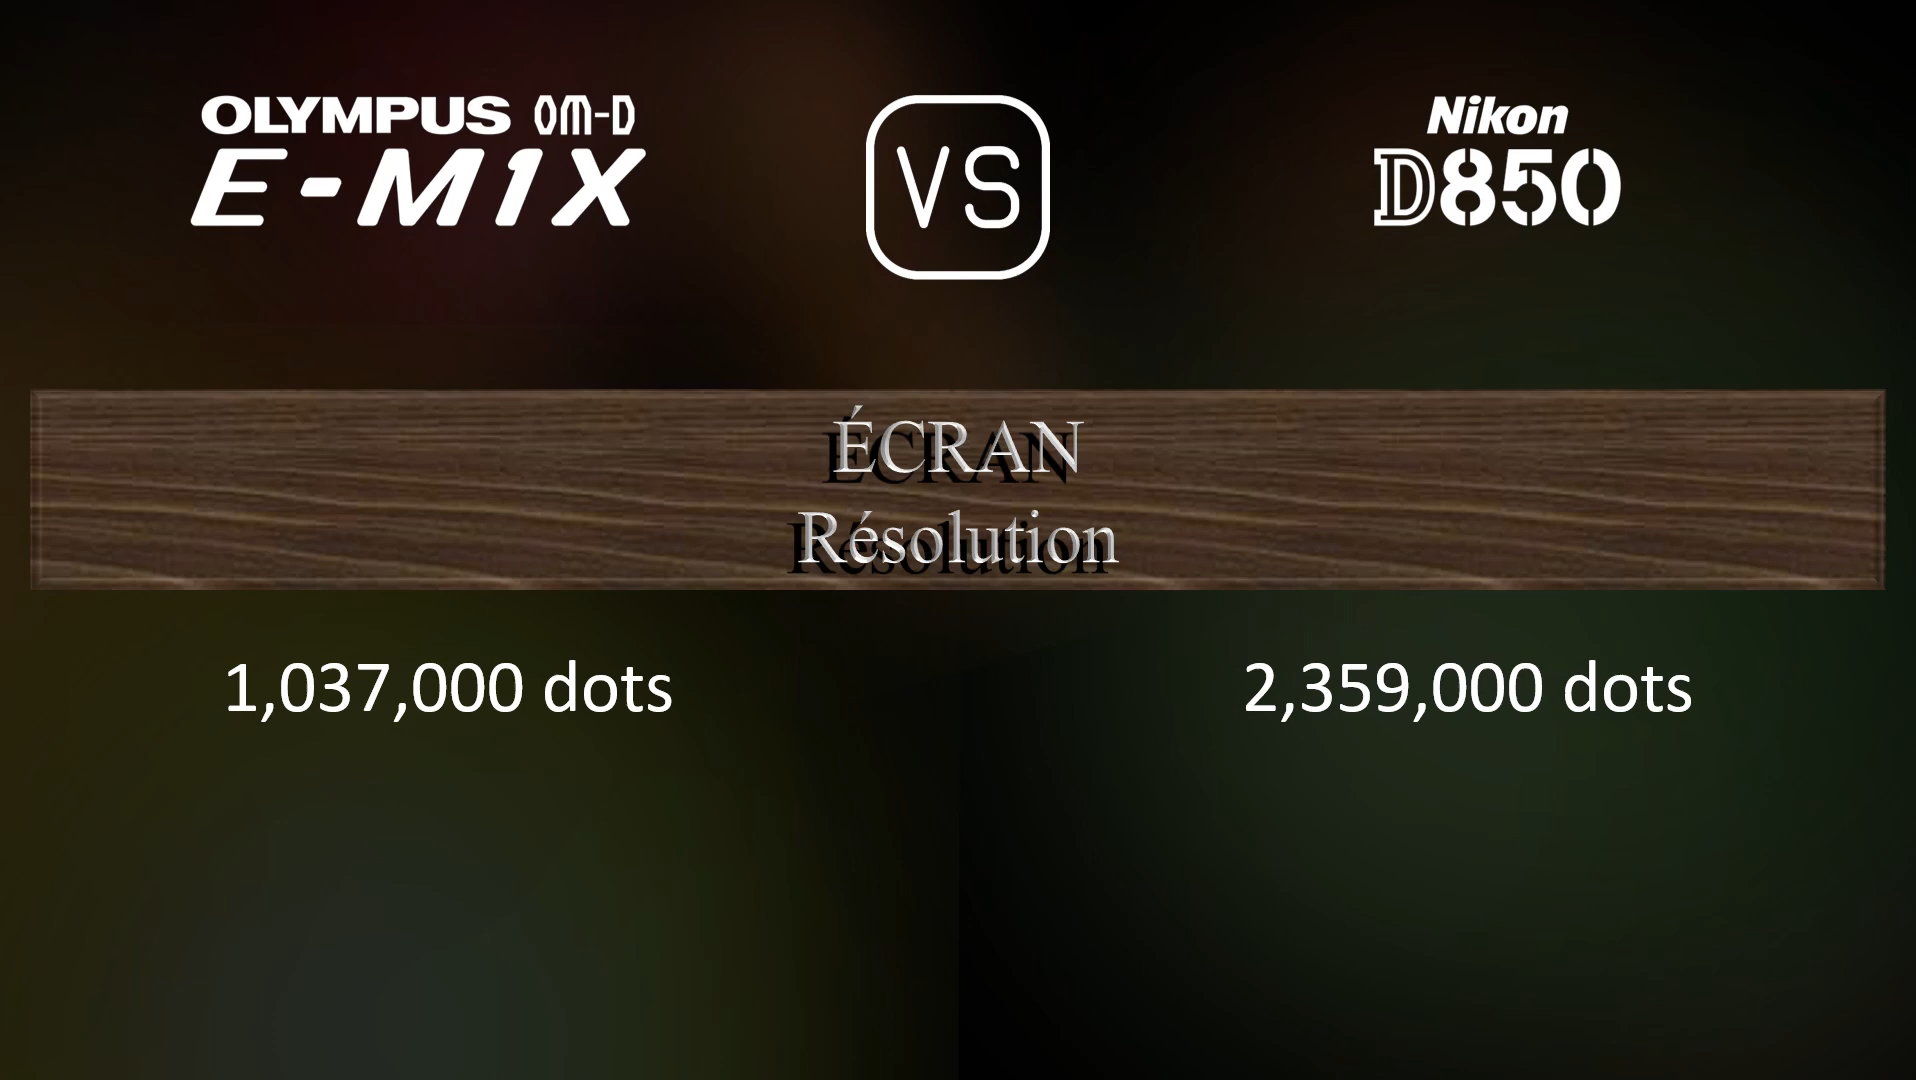 OLYMPUS OM-D
E-M1X
VS
Nikon
D850
ÉCRAN
Résolution
1,037,000 dots
2,359,000 dots